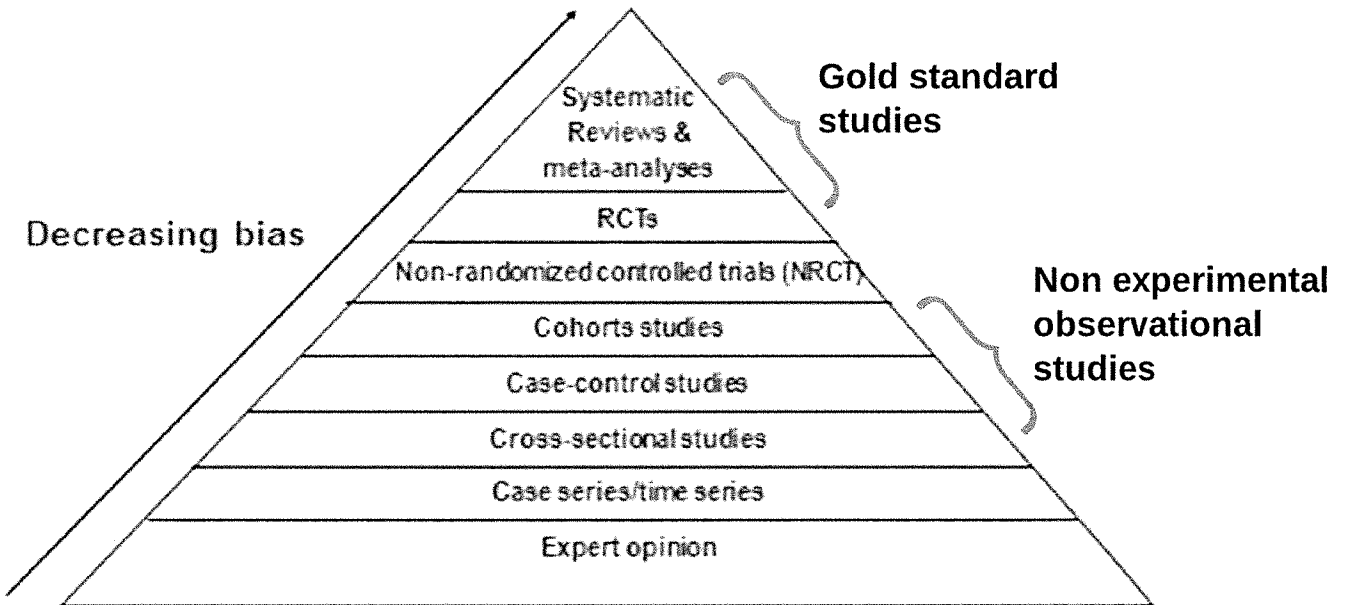 Gold standard
studies
Systematic
Reviews &
meta-analyses
Decreasing bias
RCTs
Non-randomized controlled trials (NRCT)
Non experimental
observational
studies
Cohorts studies
Case-control studies
Cross-sectional studies
Case series/time series
Expert opinion